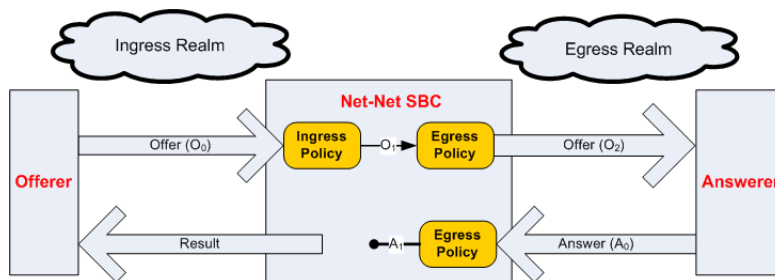 Ingress Realm
Egress Realm
Net-Net SBC
Offerer
Offer (O₀)
Ingress
Policy
O₁
Egress
Policy
Offer (O₂)
Answerer
Result
A₁
Egress
Policy
Answer (A₀)